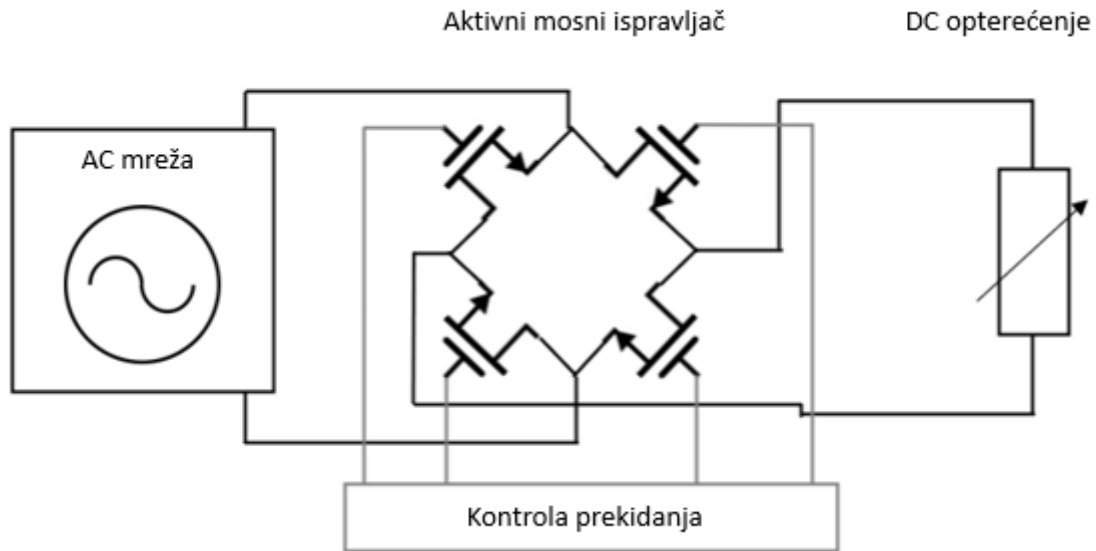 Aktivni mosni ispravljač
DC opterećenje
AC mreža
Kontrola prekidanja